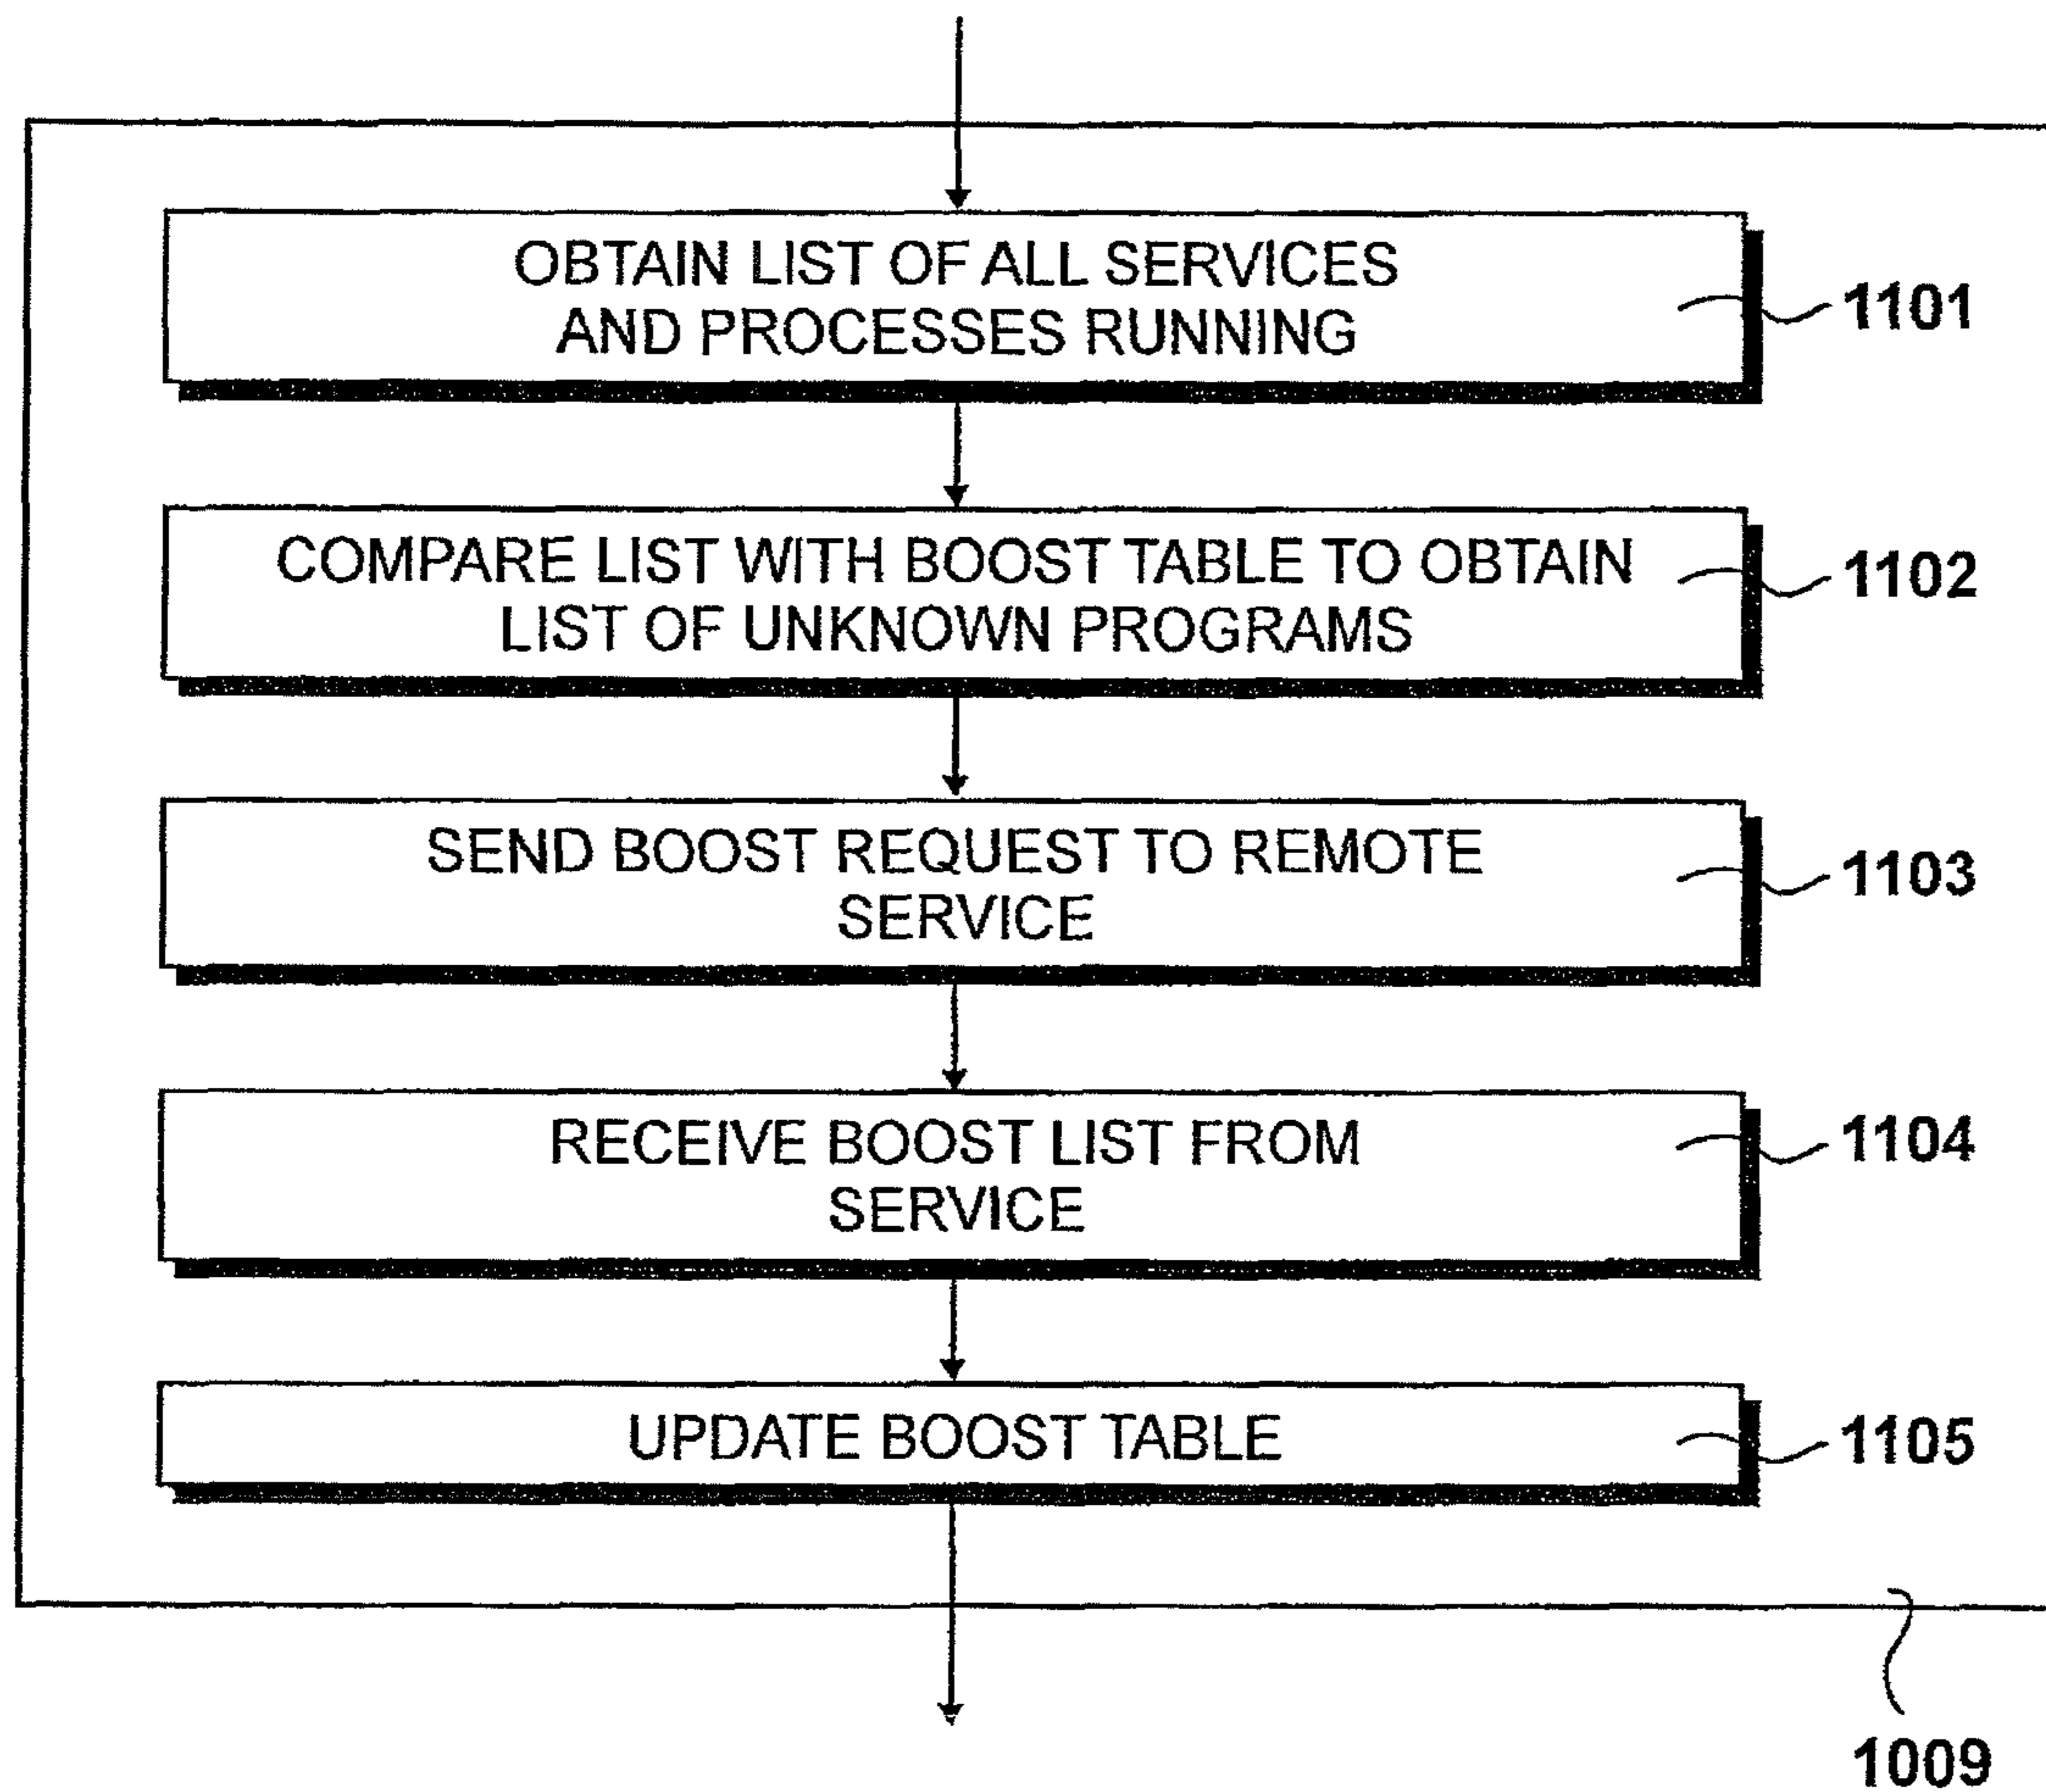 OBTAIN LIST OF ALL SERVICES
AND PROCESSES RUNNING
1101
COMPARE LIST WITH BOOST TABLE TO OBTAIN
LIST OF UNKNOWN PROGRAMS
1102
SEND BOOST REQUEST TO REMOTE
SERVICE
1103
RECEIVE BOOST LIST FROM
SERVICE
1104
UPDATE BOOST TABLE
1105
1009